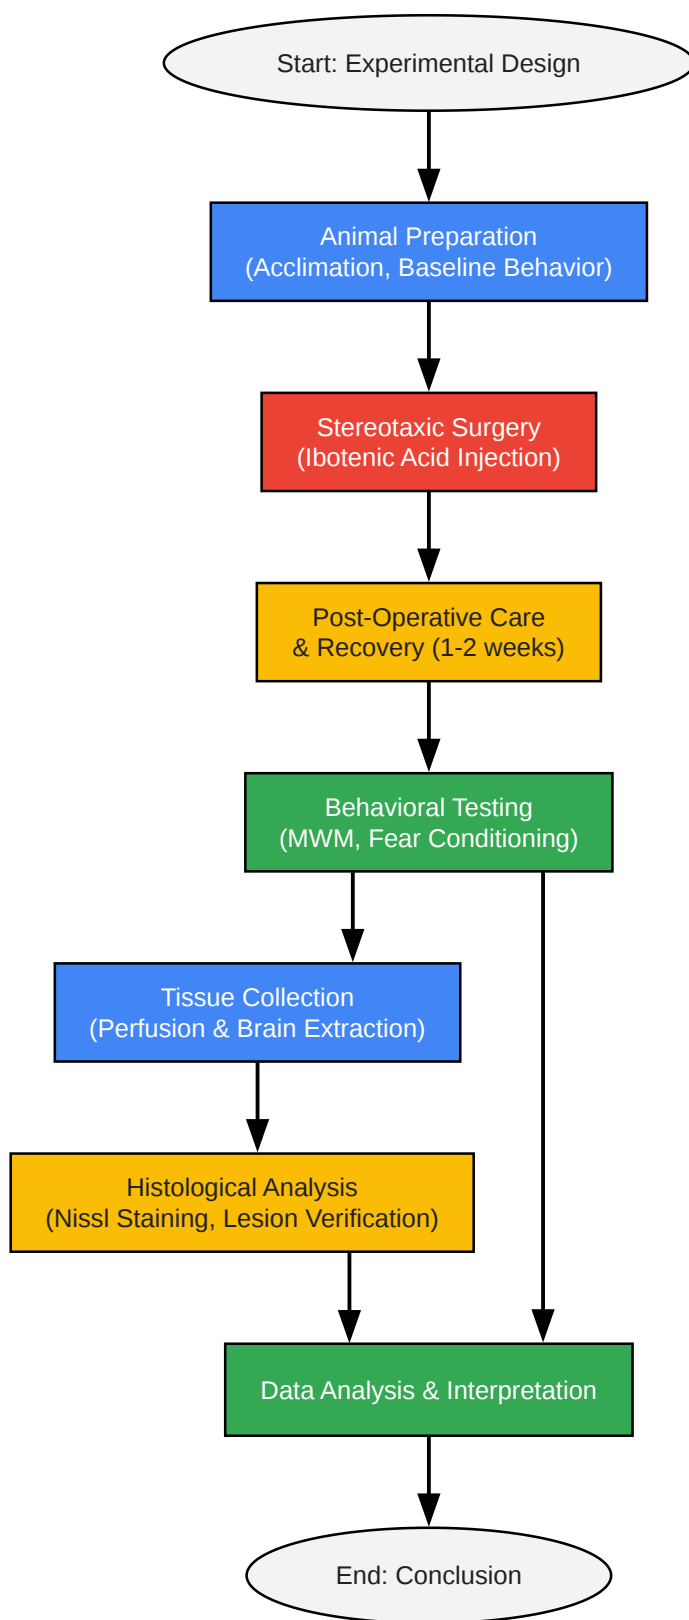 Start: Experimental Design
Animal Preparation
(Acclimation, Baseline Behavior)
Stereotaxic Surgery
(Ibotenic Acid Injection)
Post-Operative Care
& Recovery (1-2 weeks)
Behavioral Testing
(MWM, Fear Conditioning)
Tissue Collection
(Perfusion & Brain Extraction)
Histological Analysis
(Nissl Staining, Lesion Verification)
Data Analysis & Interpretation
End: Conclusion